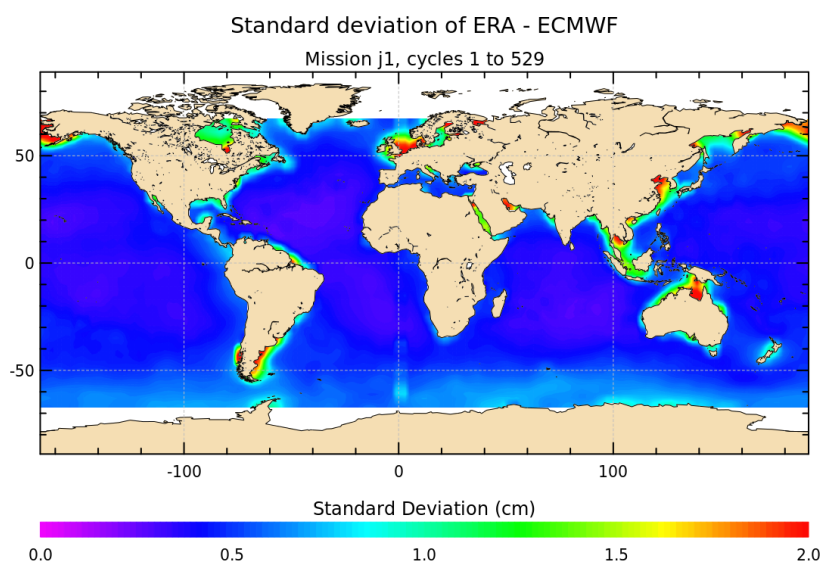 Standard deviation of ERA - ECMWF
Mission j1, cycles 1 to 529
50
0
-50
-100 0 100
Standard Deviation (cm)
0.0 0.5 1.0 1.5 2.0